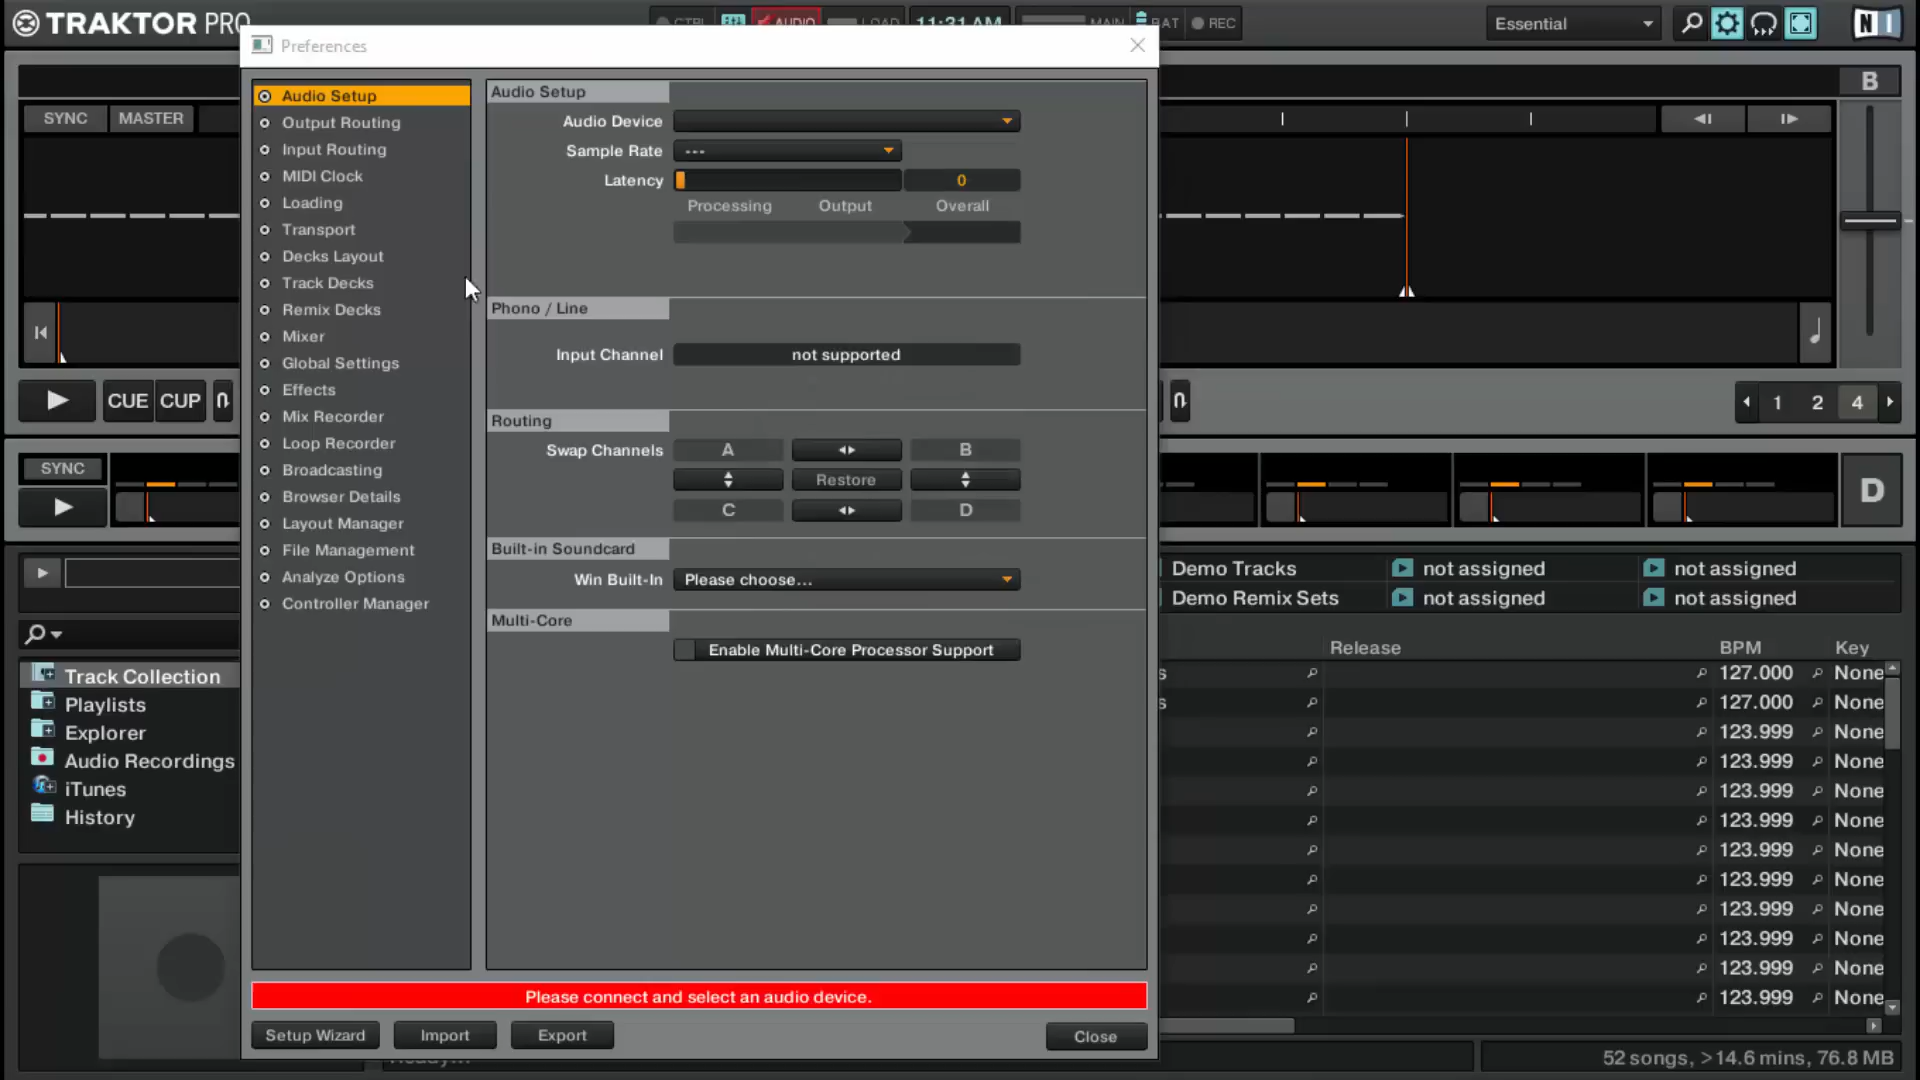 TRAKTOR PRO
CTRL AUDIO LOAD 11:31 AM MAIN BAT REC
Essential
Preferences
B
SYNC MASTER
CUE CUP
1 2 4
SYNC
D
Audio Setup
Output Routing
Input Routing
MIDI Clock
Loading
Transport
Decks Layout
Track Decks
Remix Decks
Mixer
Global Settings
Effects
Mix Recorder
Loop Recorder
Broadcasting
Browser Details
Layout Manager
File Management
Analyze Options
Controller Manager
Audio Setup
Audio Device
Sample Rate ---
Latency 0
Processing Output Overall
Phono / Line
Input Channel not supported
Routing
Swap Channels A B
Restore
C D
Built-in Soundcard
Win Built-In Please choose...
Multi-Core
Enable Multi-Core Processor Support
Please connect and select an audio device.
Setup Wizard Import Export Close
Track Collection
Playlists
Explorer
Audio Recordings
iTunes
History
Demo Tracks not assigned not assigned
Demo Remix Sets not assigned not assigned
Release BPM Key
s 127.000 None
s 127.000 None
123.999 None
123.999 None
123.999 None
123.999 None
123.999 None
123.999 None
123.999 None
123.999 None
123.999 None
123.999 None
52 songs, >14.6 mins, 76.8 MB